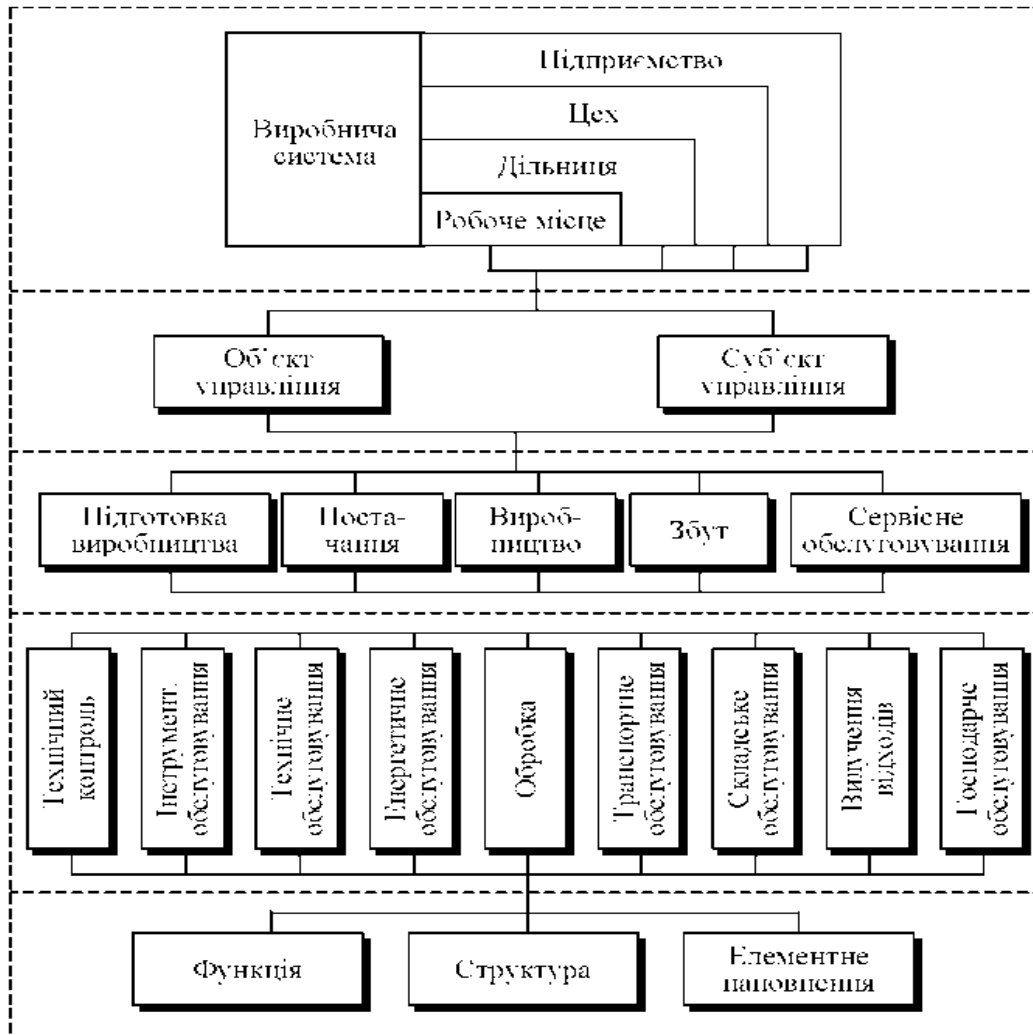 Підприємство
Цех
Виробнича
система
Дільниця
Робоче місце
Об'єкт
управління
Суб'єкт
управління
Підготовка
виробництва
Поста-
чання
Вироб-
ництво
Збут
Сервісне
обслуговування
Технічний
контроль
Інструмент.
обслуговування
Технічне
обслуговування
Енергетичне
обслуговування
Обробка
Транспортне
обслуговування
Складське
обслуговування
Вилучення
відходів
Господарче
обслуговування
Функція
Структура
Елементне
наповнення